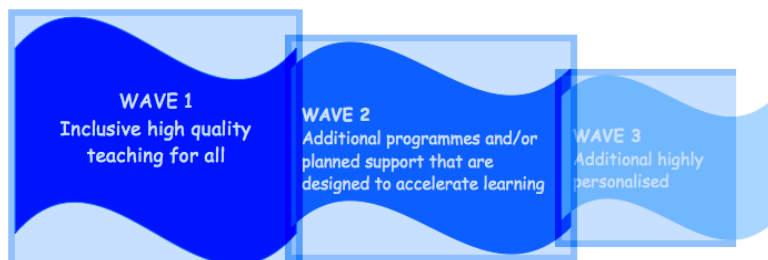 WAVE 1
Inclusive high quality
teaching for all
WAVE 2
Additional programmes and/or
planned support that are
designed to accelerate learning
WAVE 3
Additional highly
personalised